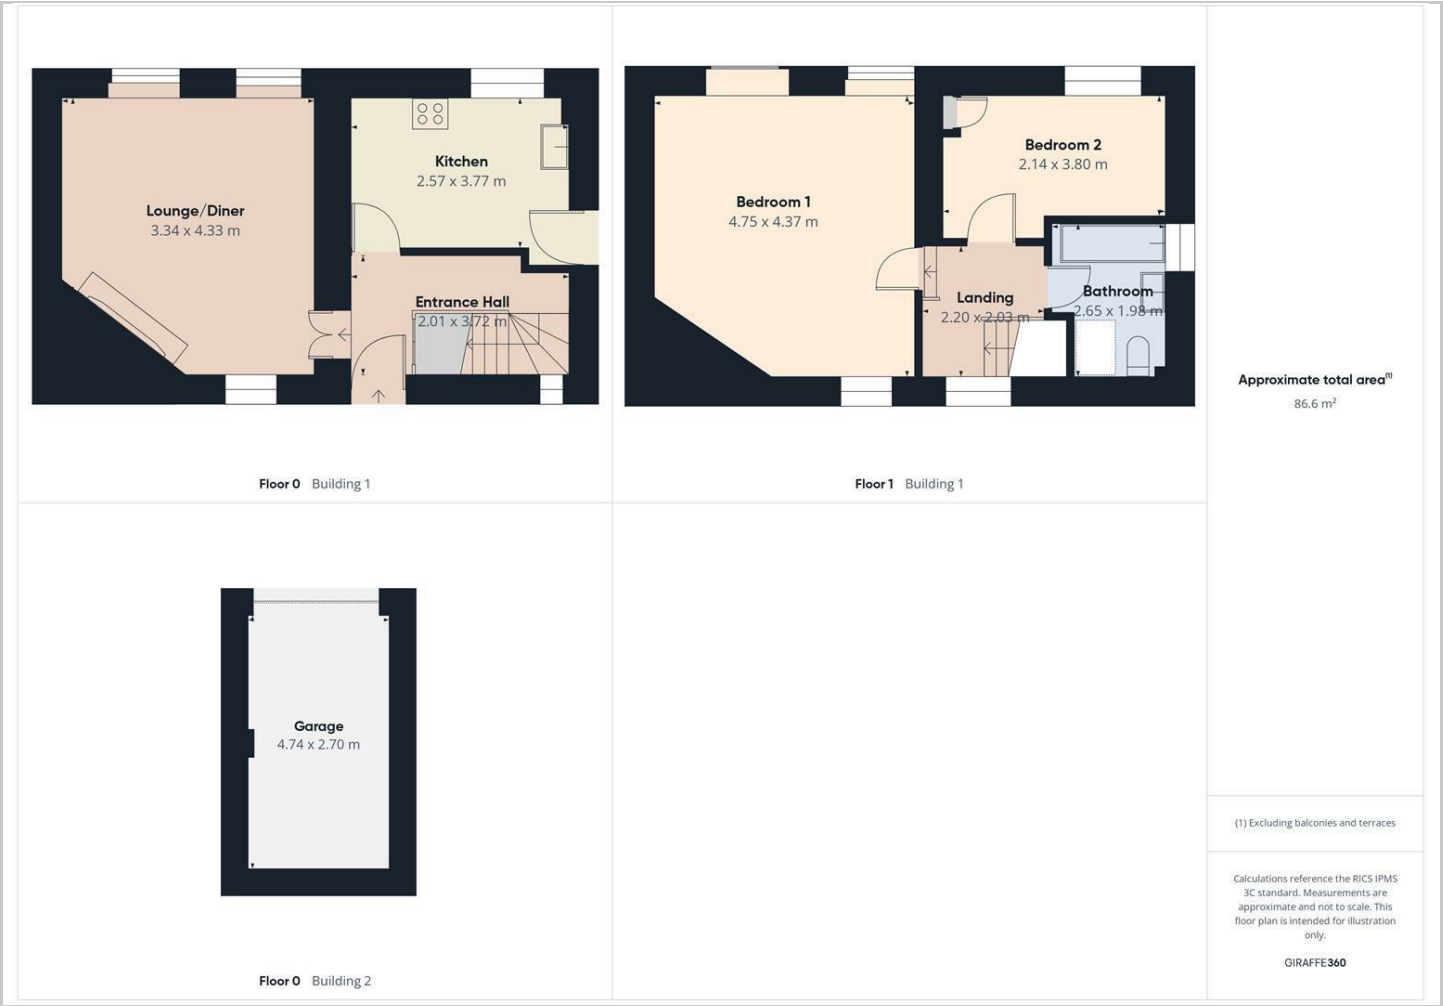 Lounge/Diner
3.34 x 4.33 m
Kitchen
2.57 x 3.77 m
Entrance Hall
2.01 x 3.72 m
Floor 0 Building 1
Bedroom 1
4.75 x 4.37 m
Bedroom 2
2.14 x 3.80 m
Landing
2.20 x 2.03 m
Bathroom
2.65 x 1.98 m
Floor 1 Building 1
Approximate total area(1)
86.6 m²
Garage
4.74 x 2.70 m
Floor 0 Building 2
(1) Excluding balconies and terraces
Calculations reference the RICS IPMS
3C standard. Measurements are
approximate and not to scale. This
floor plan is intended for illustration
only.
GIRAFFE360